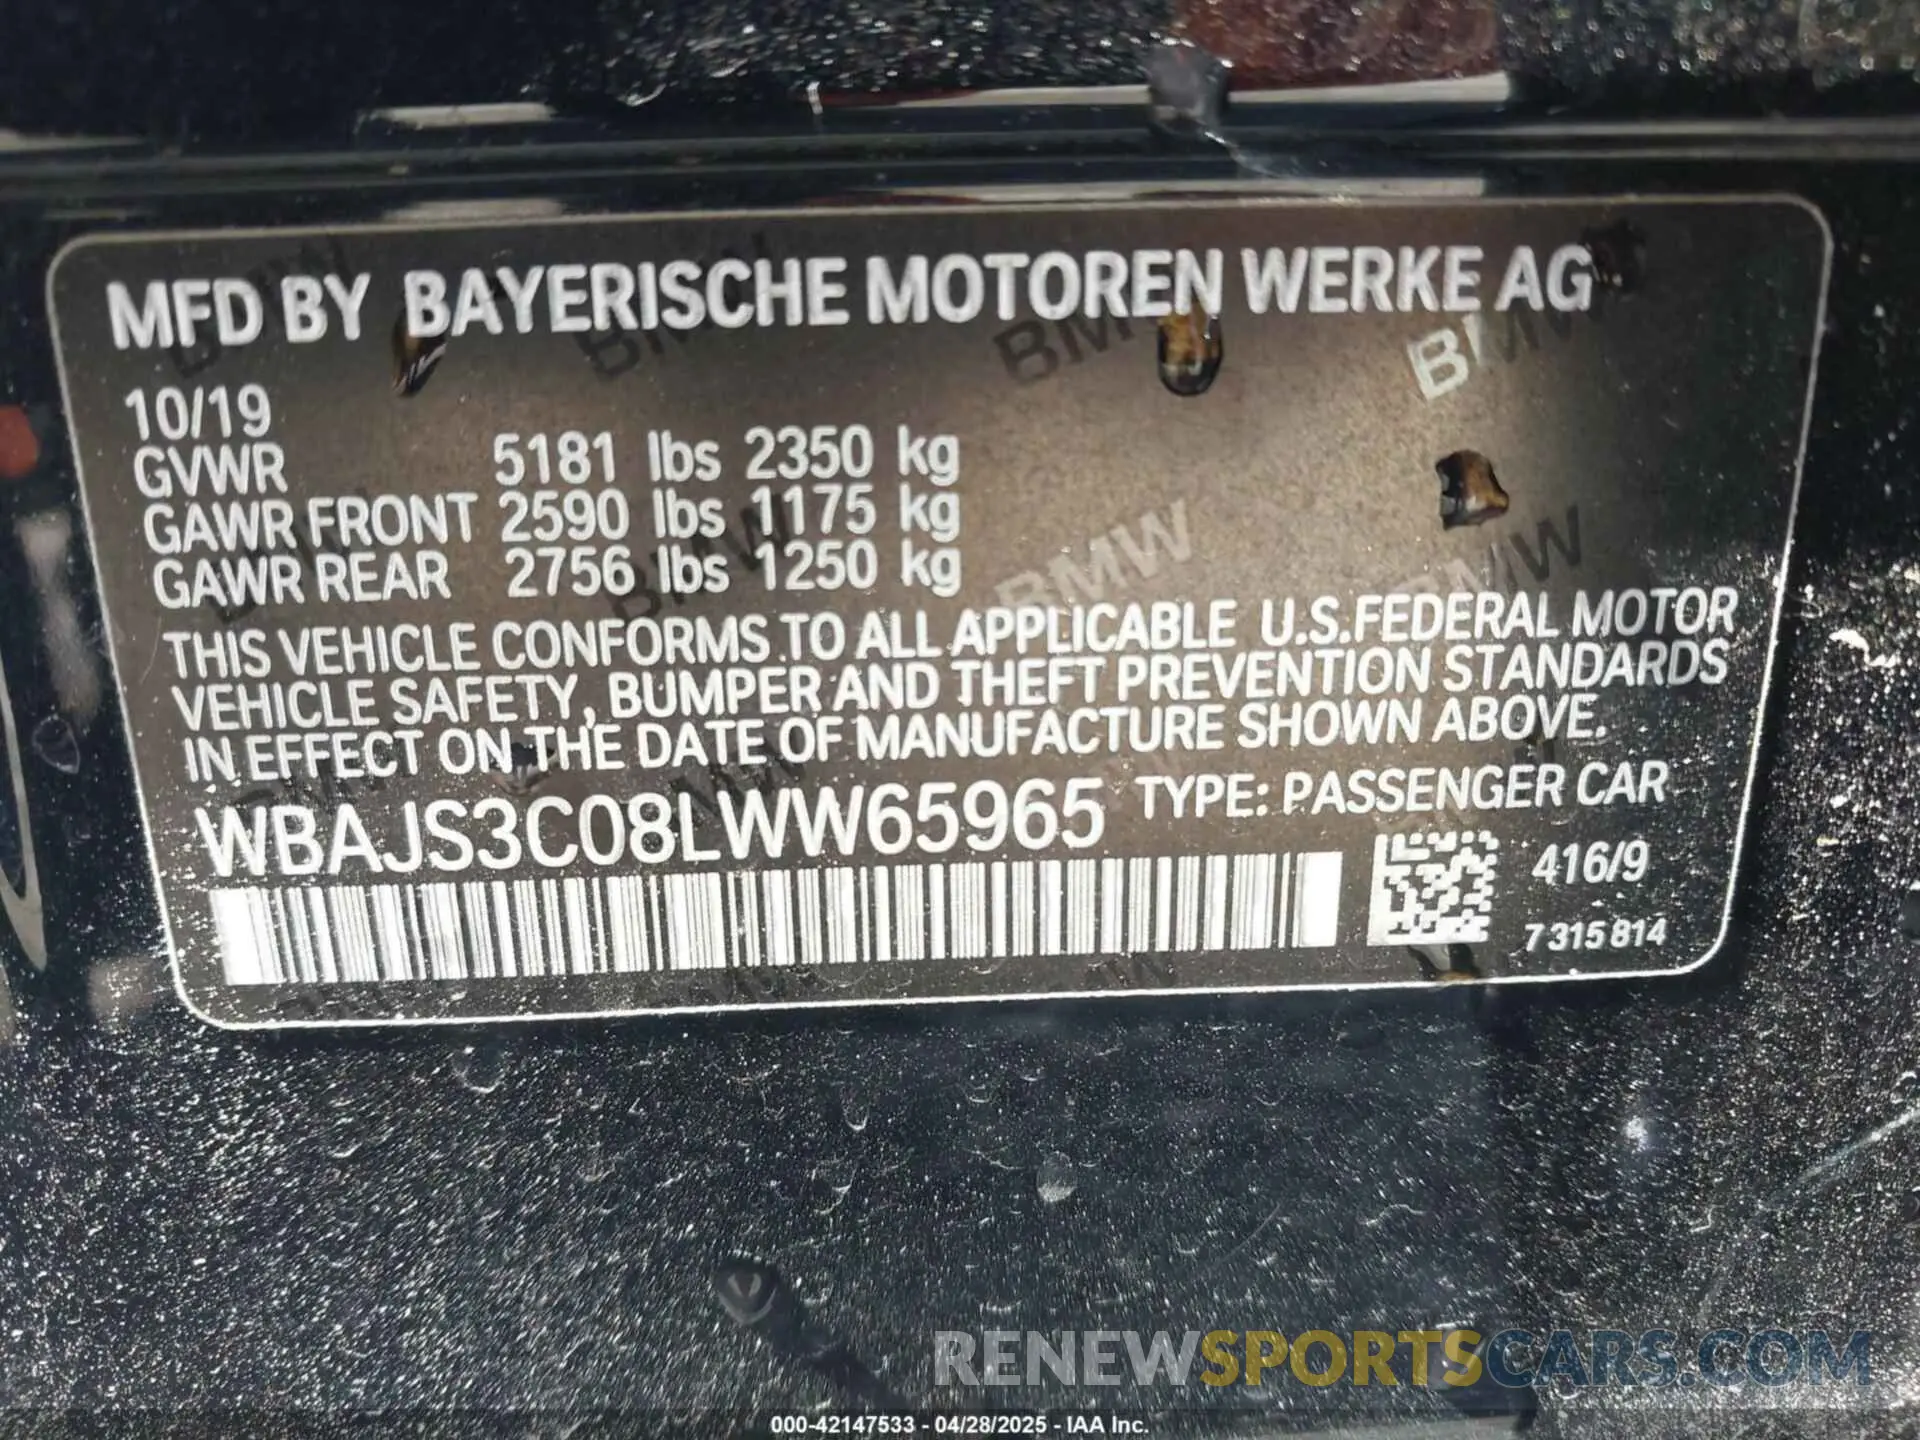 MFD BY BAYERISCHE MOTOREN WERKE AG
10/19
GVWR 5181 lbs 2350 kg
GAWR FRONT 2590 lbs 1175 kg
GAWR REAR 2756 lbs 1250 kg
THIS VEHICLE CONFORMS TO ALL APPLICABLE U.S.FEDERAL MOTOR
VEHICLE SAFETY, BUMPER AND THEFT PREVENTION STANDARDS
IN EFFECT ON THE DATE OF MANUFACTURE SHOWN ABOVE.
WBAJS3C08LWW65965 TYPE: PASSENGER CAR
416/9
7 315 814
RENEWSPORTSCARS.COM
000-42147533 - 04/28/2025 - IAA Inc.